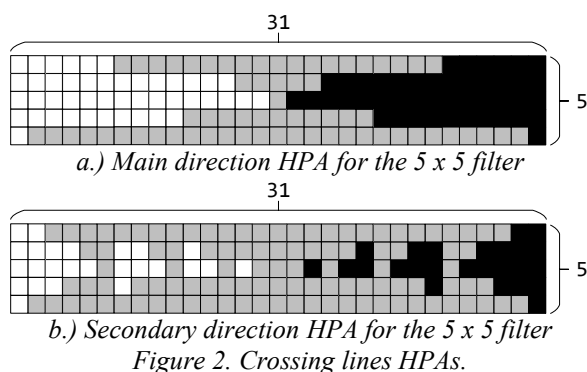 31
5
a.) Main direction HPA for the 5 x 5 filter
31
5
b.) Secondary direction HPA for the 5 x 5 filter
Figure 2. Crossing lines HPAs.